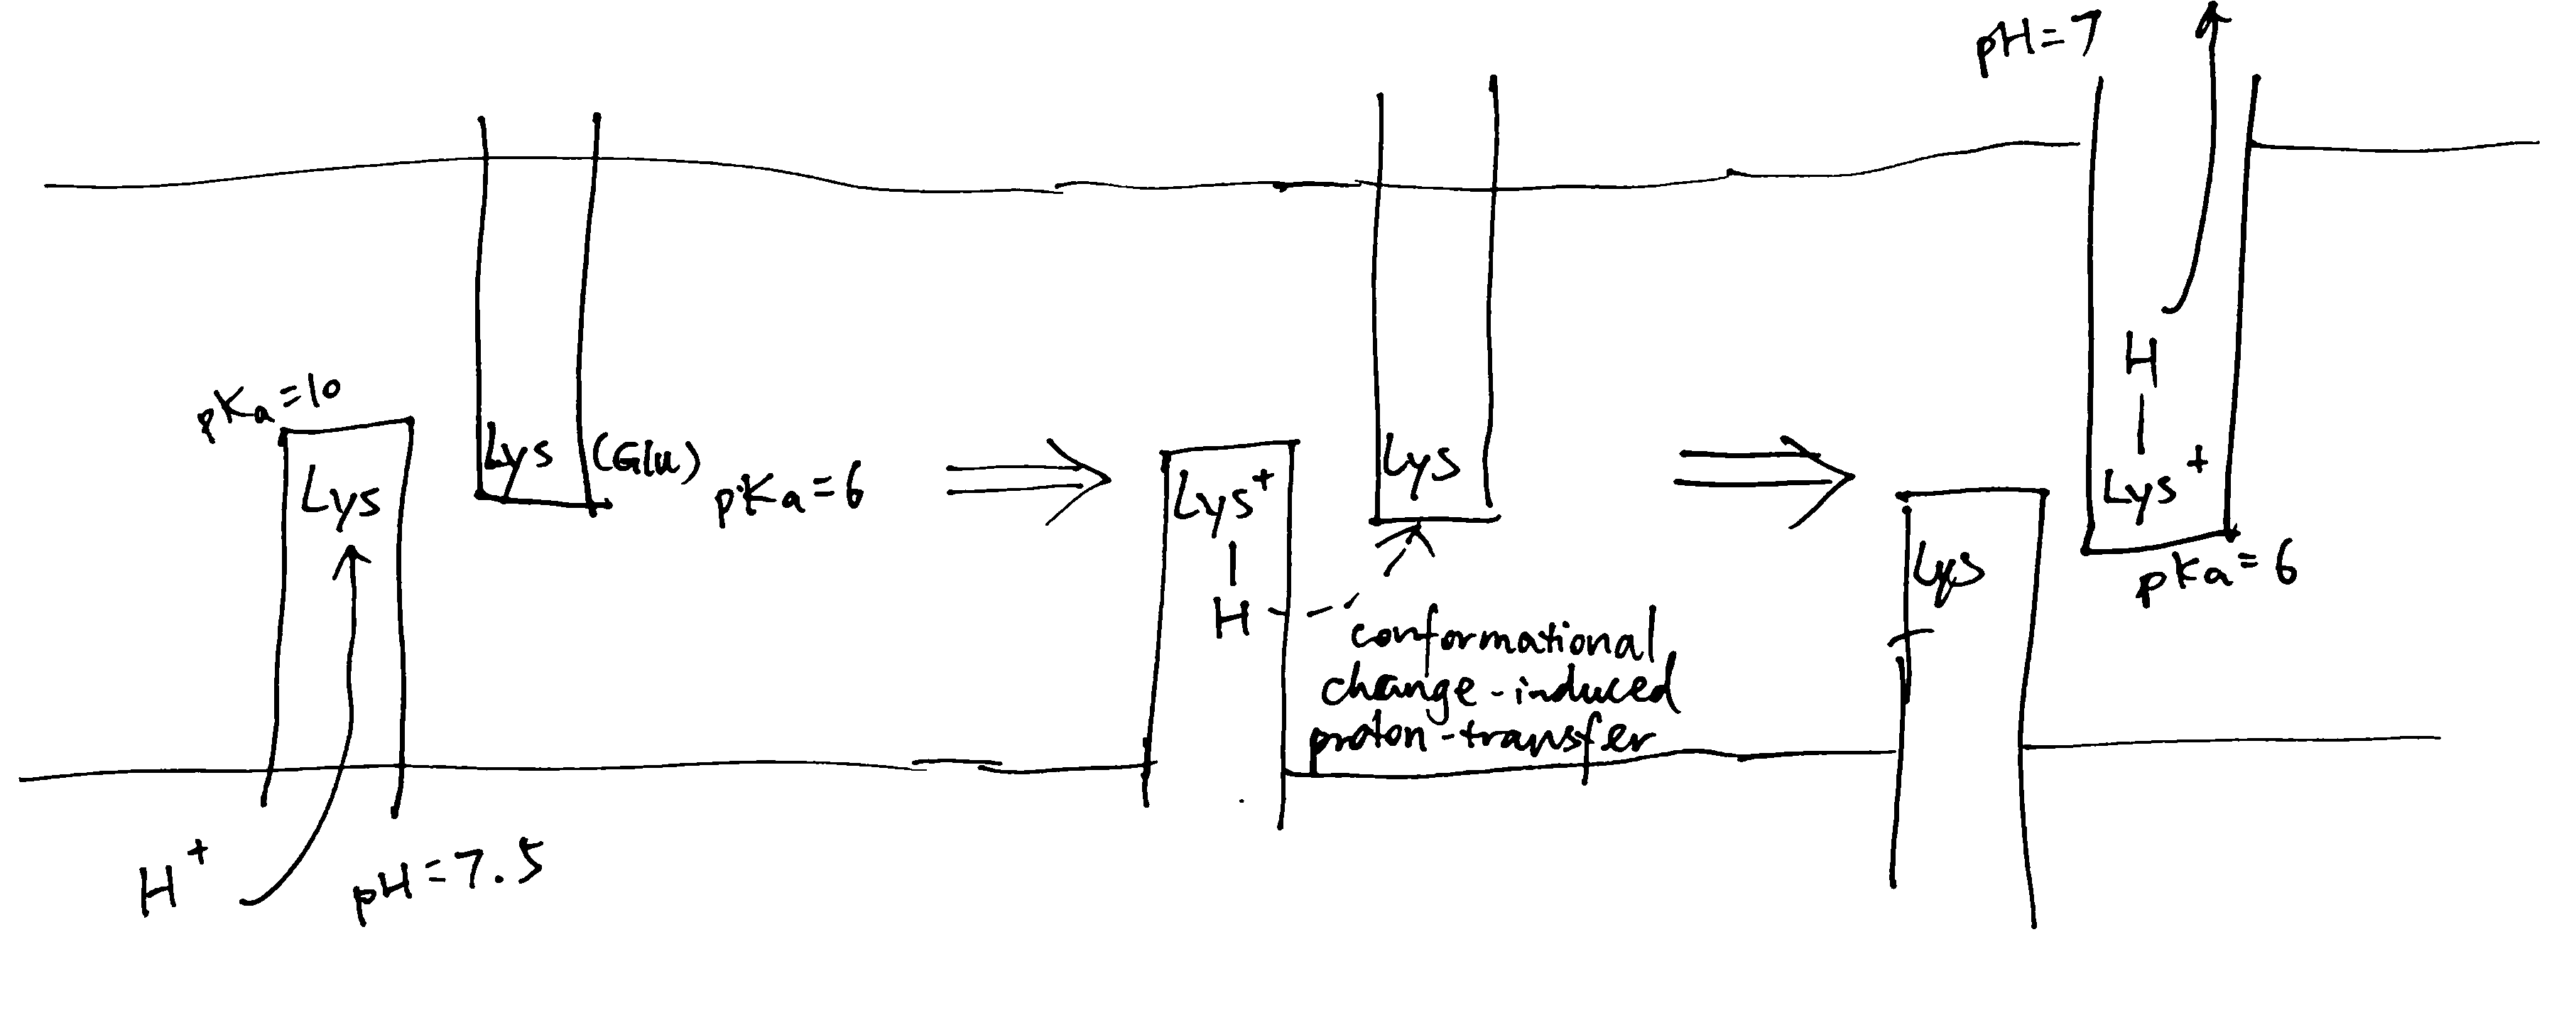 pKa=10
Lys
Lys (Glu)
pKa=6
H+
pH=7.5
Lys+
H
Lys
conformational
change-induced
proton-transfer
pH=7
H
Lys+
Lys
pKa=6